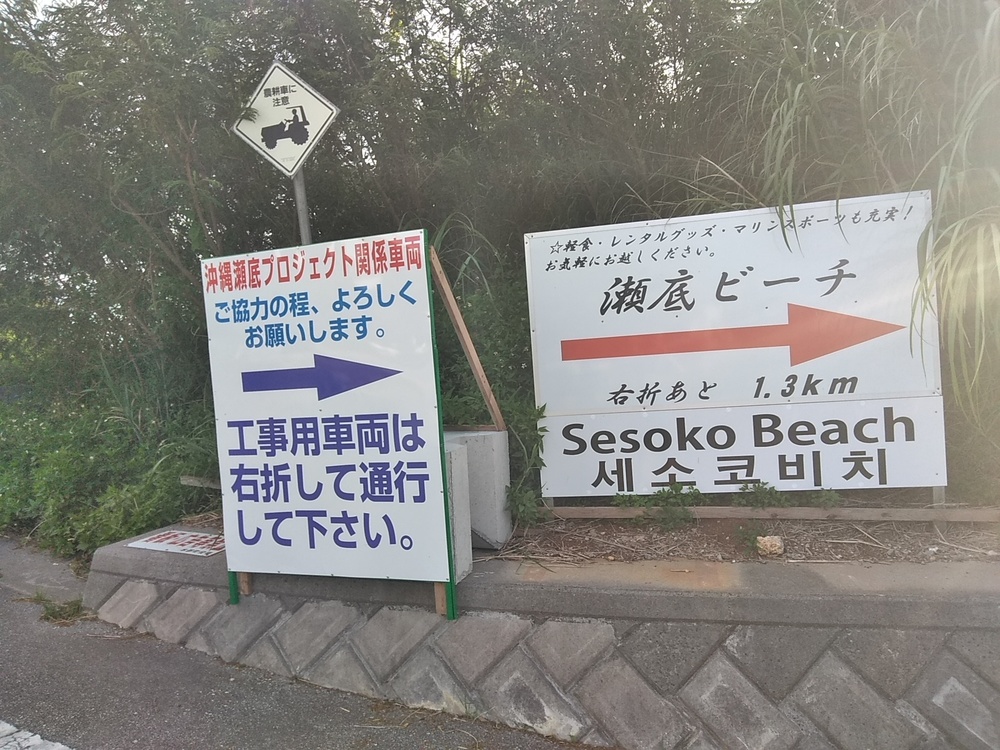 農耕車に
注意
沖縄瀬底プロジェクト関係車両
ご協力の程、よろしく
お願いします。
工事用車両は
右折して通行
して下さい。
☆軽食・レンタルグッズ・マリンスポーツも充実!
お気軽にお越しください。
瀬底ビーチ
右折あと 1.3km
Sesoko Beach
세소코비치